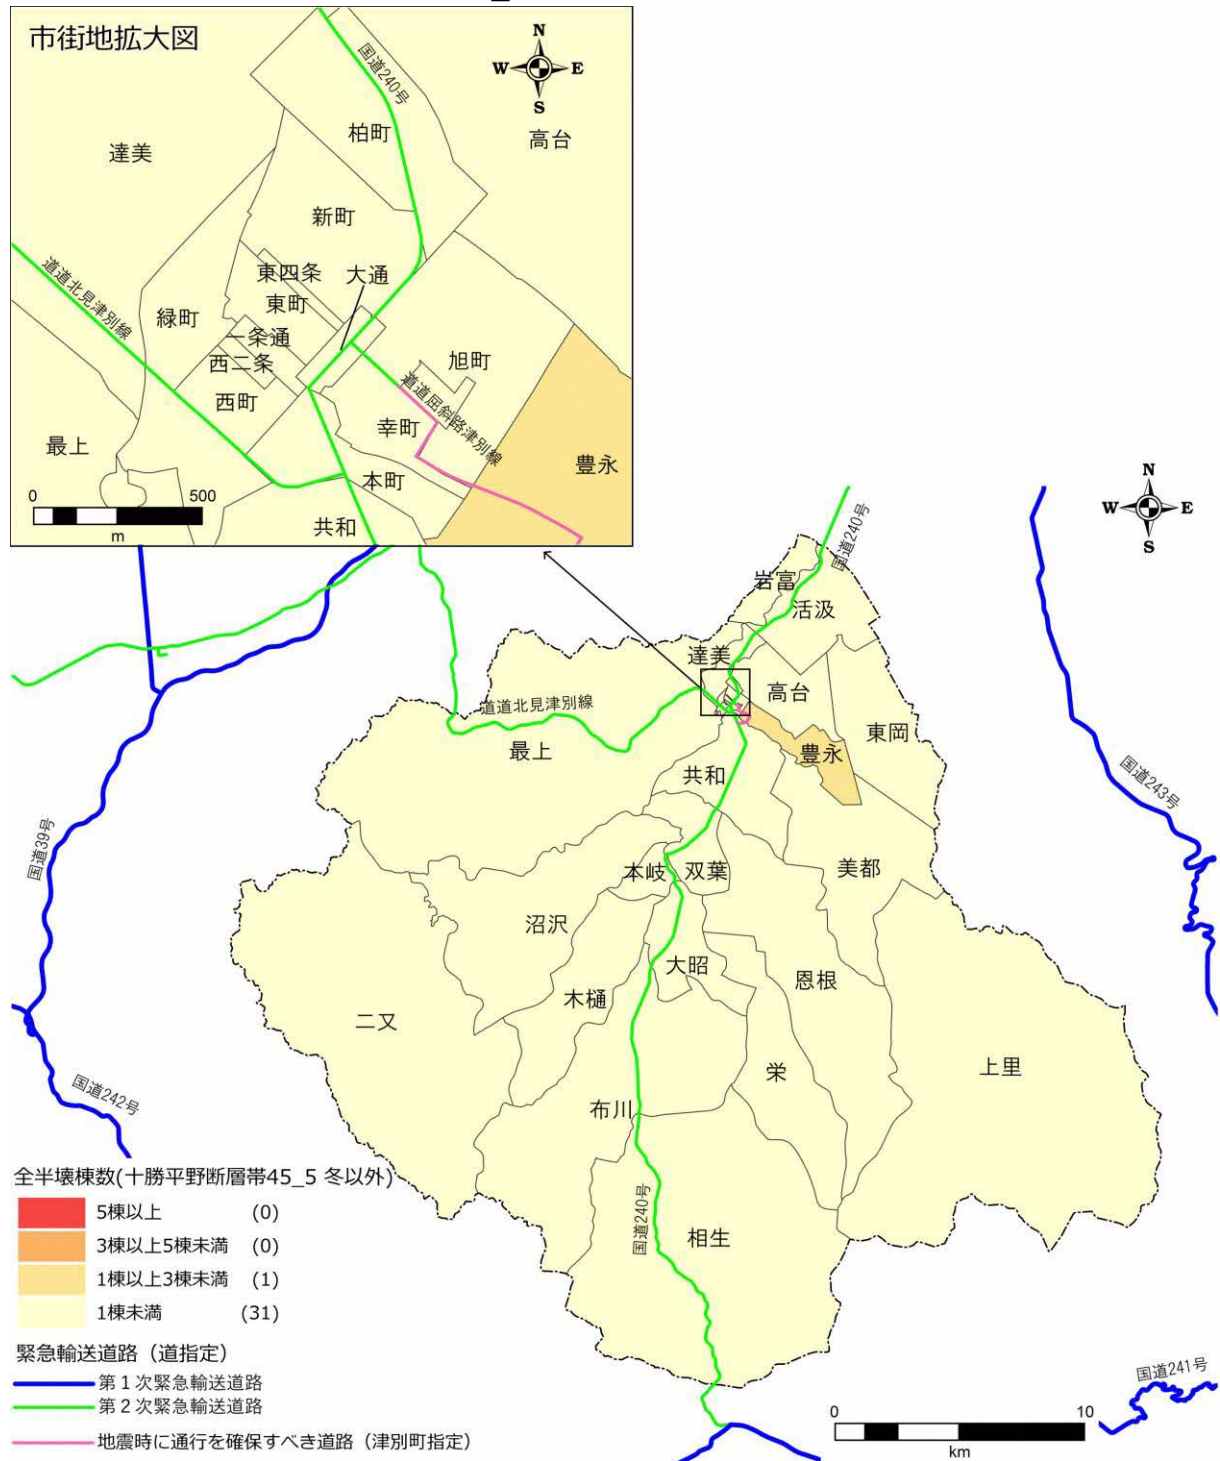 市街地拡大図
N
W E
S
国道240号
柏町
高台
達美
新町
東四条
大通
東町
緑町
一条通
西二条
旭町
道道北見津別線
西町
道道屈斜路津別線
幸町
最上
豊永
本町
共和
0 500
m
N
W E
S
国道240号
岩富
活汲
達美
高台
道道北見津別線
東岡
最上
豊永
共和
国道243号
国道39号
本岐
双葉
美都
沼沢
大昭
恩根
木樋
二又
栄
上里
国道242号
布川
国道240号
相生
全半壊棟数(十勝平野断層帯45_5 冬以外)
5棟以上 (0)
3棟以上5棟未満 (0)
1棟以上3棟未満 (1)
1棟未満 (31)
緊急輸送道路（道指定）
第１次緊急輸送道路
第２次緊急輸送道路
地震時に通行を確保すべき道路（津別町指定）
国道241号
0 10
km